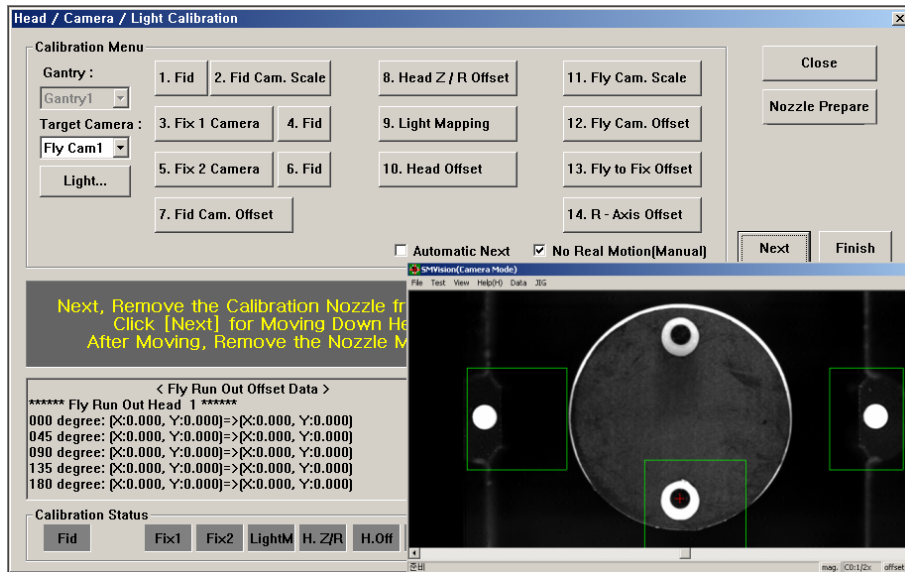 Head / Camera / Light Calibration
Calibration Menu
Gantry :
Gantry1
Target Camera :
Fly Cam1
Light...
1. Fid
2. Fid Cam. Scale
3. Fix 1 Camera
4. Fid
5. Fix 2 Camera
6. Fid
7. Fid Cam. Offset
8. Head Z / R Offset
9. Light Mapping
10. Head Offset
11. Fly Cam. Scale
12. Fly Cam. Offset
13. Fly to Fix Offset
14. R - Axis Offset
Automatic Next
No Real Motion(Manual)
Close
Nozzle Prepare
Next
Finish
Next, Remove the Calibration Nozzle fr
Click [Next] for Moving Down He
After Moving, Remove the Nozzle M
< Fly Run Out Offset Data >
****** Fly Run Out Head 1 ******
000 degree: (X:0.000, Y:0.000)=>(X:0.000, Y:0.000)
045 degree: (X:0.000, Y:0.000)=>(X:0.000, Y:0.000)
090 degree: (X:0.000, Y:0.000)=>(X:0.000, Y:0.000)
135 degree: (X:0.000, Y:0.000)=>(X:0.000, Y:0.000)
180 degree: (X:0.000, Y:0.000)=>(X:0.000, Y:0.000)
Calibration Status
Fid
Fix1
Fix2
LightM
H. Z/R
H.Off
SMVision(Camera Mode)
File Test View Help(H) Data JIG
준비
mag. C0:1/2x offset